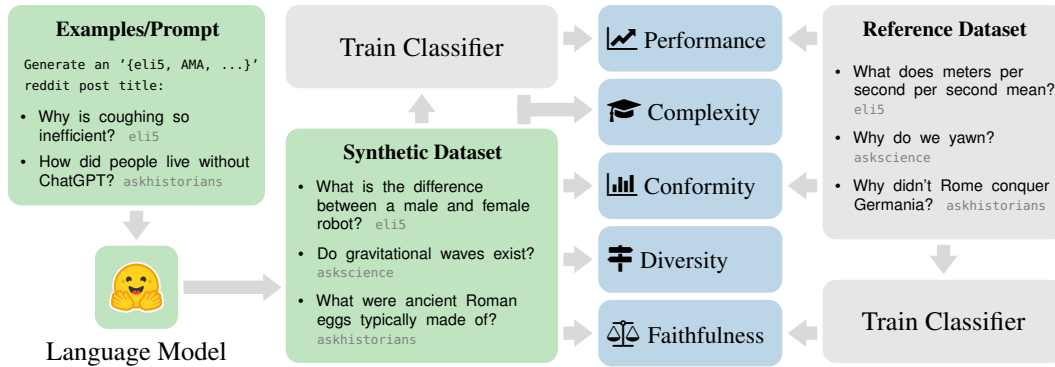 Examples/Prompt
Generate an '{eli5, AMA, ...}'
reddit post title:
• Why is coughing so
inefficient? eli5
• How did people live without
ChatGPT? askhistorians
Language Model
Train Classifier
Synthetic Dataset
• What is the difference
between a male and female
robot? eli5
• Do gravitational waves exist?
askscience
• What were ancient Roman
eggs typically made of?
askhistorians
Performance
Complexity
Conformity
Diversity
Faithfulness
Reference Dataset
• What does meters per
second per second mean?
eli5
• Why do we yawn?
askscience
• Why didn't Rome conquer
Germania? askhistorians
Train Classifier